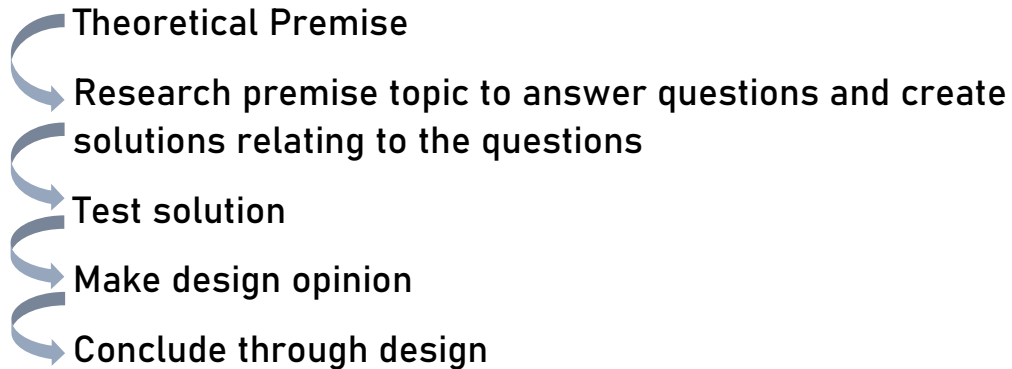 Theoretical Premise
Research premise topic to answer questions and create
solutions relating to the questions
Test solution
Make design opinion
Conclude through design